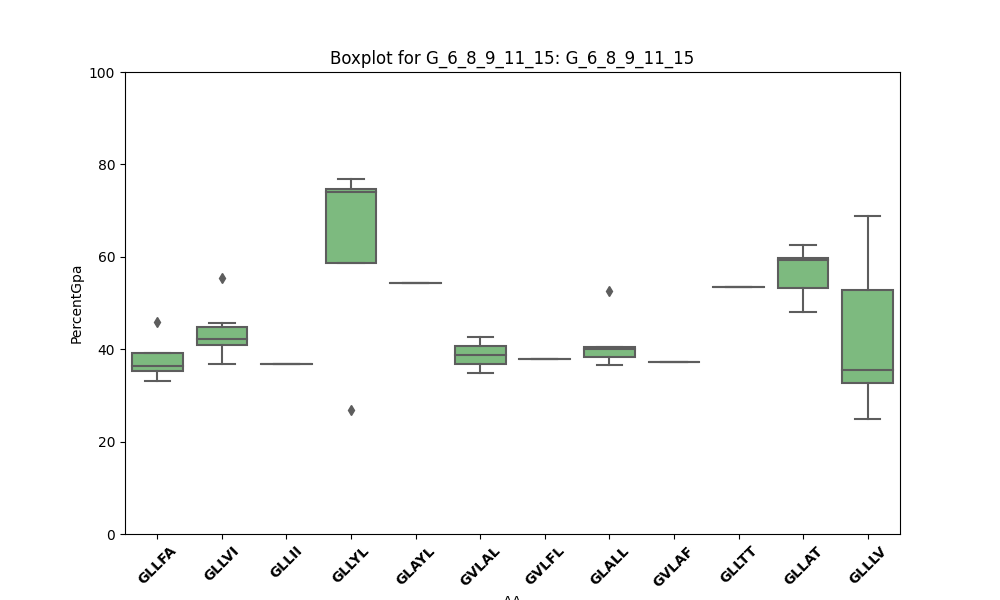 Boxplot for G_6_8_9_11_15: G_6_8_9_11_15
100
80
60
40
20
0
PercentGpa
GLLFA
GLLVI
GLLII
GLLYL
GLAYL
GVLAL
GVLFL
GLALL
GVLAF
GLLTT
GLLAT
GLLLV
AA